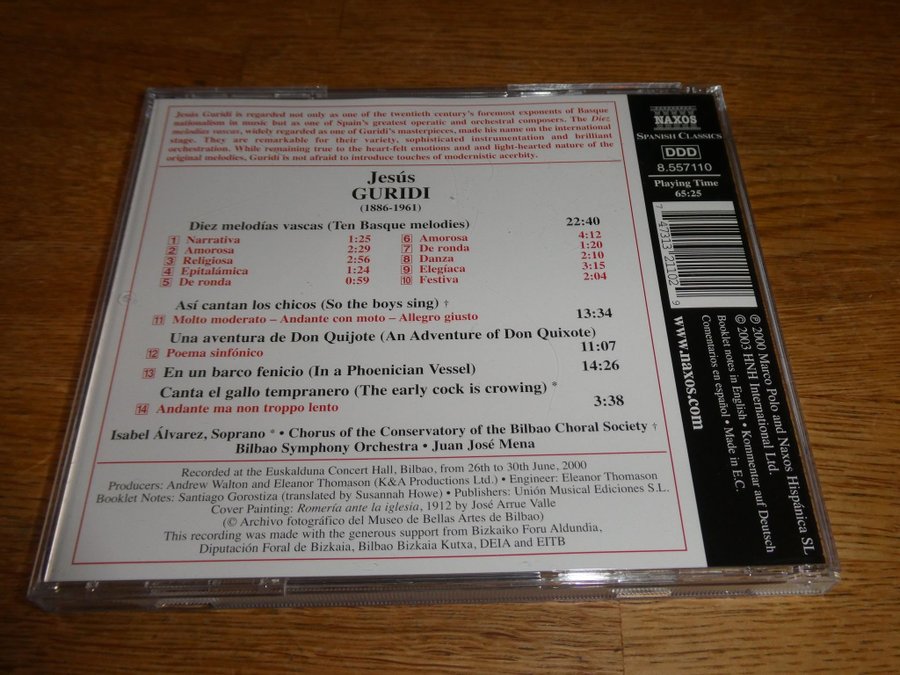 Jesús Guridi is regarded not only as one of the twentieth century's foremost exponents of Basque
nationalism in music but as one of Spain's greatest operatic and orchestral composers. The Diez
melodías vascas, widely regarded as one of Guridi's masterpieces, made his name on the international
stage. They are remarkable for their variety, sophisticated instrumentation and brilliant
orchestration. While remaining true to the heart-felt emotions and and light-hearted nature of the
original melodies, Guridi is not afraid to introduce touches of modernistic acerbity.
Jesús
GURIDI
(1886-1961)
Diez melodías vascas (Ten Basque melodies) 22:40
1 Narrativa 1:25
2 Amorosa 2:29
3 Religiosa 2:56
4 Epitalámica 1:24
5 De ronda 0:59
6 Amorosa 4:12
7 De ronda 1:20
8 Danza 2:10
9 Elegíaca 3:15
10 Festiva 2:04
Así cantan los chicos (So the boys sing) † 13:34
11 Molto moderato – Andante con moto – Allegro giusto
Una aventura de Don Quijote (An Adventure of Don Quixote) 11:07
12 Poema sinfónico
13 En un barco fenicio (In a Phoenician Vessel) 14:26
Canta el gallo tempranero (The early cock is crowing) * 3:38
14 Andante ma non troppo lento
Isabel Álvarez, Soprano * • Chorus of the Conservatory of the Bilbao Choral Society †
Bilbao Symphony Orchestra • Juan José Mena
Recorded at the Euskalduna Concert Hall, Bilbao, from 26th to 30th June, 2000
Producers: Andrew Walton and Eleanor Thomason (K&A Productions Ltd.) • Engineer: Eleanor Thomason
Booklet Notes: Santiago Gorostiza (translated by Susannah Howe) • Publishers: Unión Musical Ediciones S.L.
Cover Painting: Romería ante la iglesia, 1912 by José Arrue Valle
(© Archivo fotográfico del Museo de Bellas Artes de Bilbao)
This recording was made with the generous support from Bizkaiko Foru Aldundia,
Diputación Foral de Bizkaia, Bilbao Bizkaia Kutxa, DEIA and EITB
NAXOS
SPANISH CLASSICS
DDD
8.557110
Playing Time
65:25
7 47313 21102 9
www.naxos.com
℗ 2000 Marco Polo and Naxos Hispánica SL
© 2003 HNH International Ltd.
Booklet notes in English • Kommentar auf Deutsch
Comentarios en español • Made in E.C.